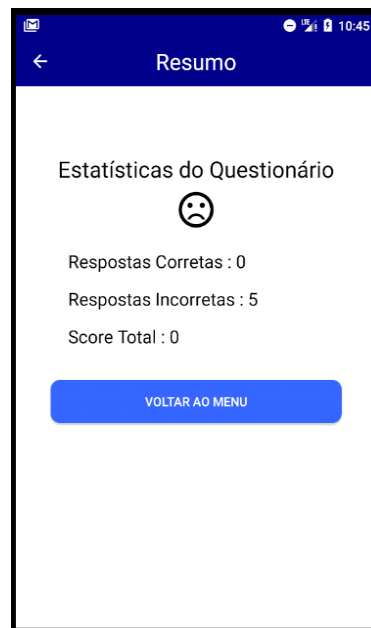 10:45
Resumo
Estatísticas do Questionário
Respostas Corretas : 0
Respostas Incorretas : 5
Score Total : 0
VOLTAR AO MENU